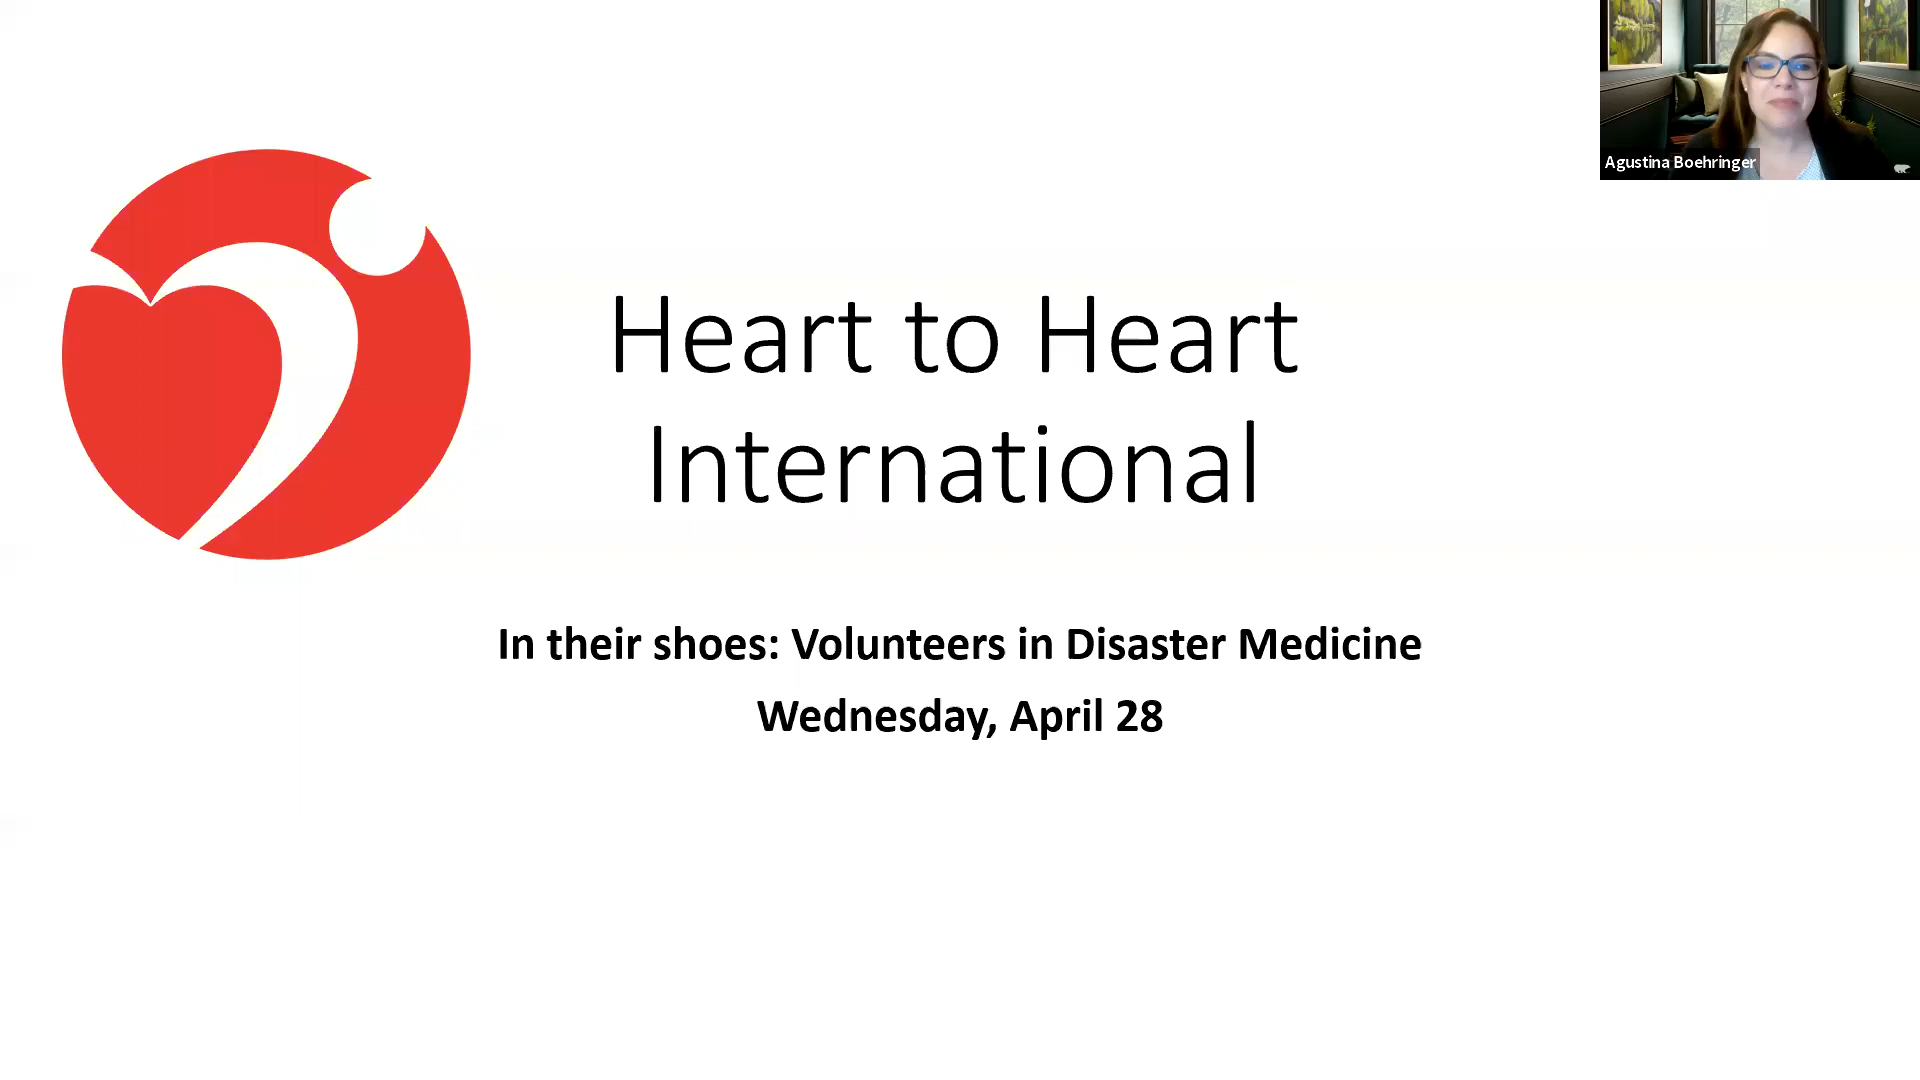 Agustina Boehringer
Heart to Heart
International
In their shoes: Volunteers in Disaster Medicine
Wednesday, April 28